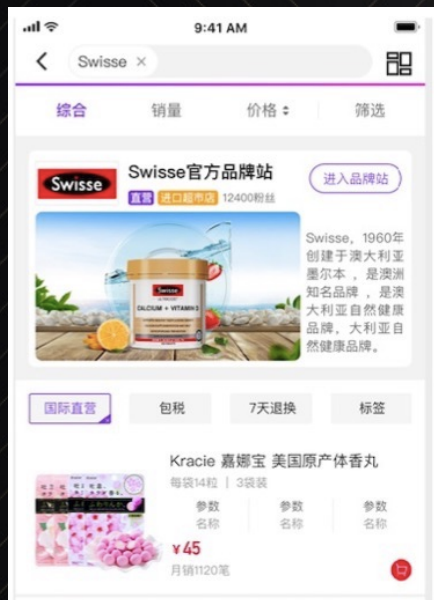 9:41 AM
Swisse ×
综合 销量 价格 筛选
Swisse
Swisse官方品牌站
直营 进口超市店 12400粉丝
进入品牌站
Swisse
CALCIUM + VITAMIN D
Swisse，1960年
创建于澳大利亚
墨尔本，是澳洲
知名品牌，是澳
大利亚自然健康
品牌，大利亚自
然健康品牌。
国际直营 包税 7天退换 标签
Kracie 嘉娜宝 美国原产体香丸
每袋14粒 | 3袋装
参数 参数 参数
名称 名称 名称
¥45
月销1120笔